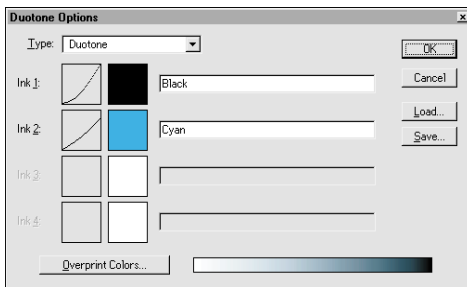 Duotone Options
Type: Duotone
OK
Ink 1: Black
Cancel
Ink 2: Cyan
Load...
Save...
Ink 3:
Ink 4:
Overprint Colors...